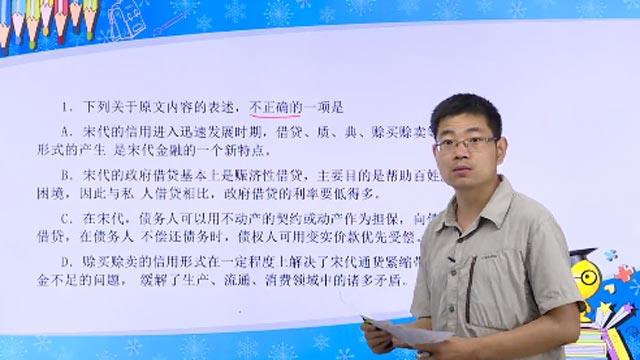 1. 下列关于原文内容的表述，不正确的一项是
A. 宋代的信用进入迅速发展时期，借贷、质、典、赊买赊卖
形式的产生 是宋代金融的一个新特点。
B. 宋代的政府借贷基本上是赈济性借贷，主要目的是帮助百姓
困境，因此与私 人借贷相比，政府借贷的利率要低得多。
C. 在宋代，债务人可以用不动产的契约或动产作为担保，向
借贷，在债务人 不偿还债务时，债权人可用变实价款优先受偿。
D. 赊买赊卖的信用形式在一定程度上解决了宋代通货紧缩
金不足的问题， 缓解了生产、流通、消费领域中的诸多矛盾。